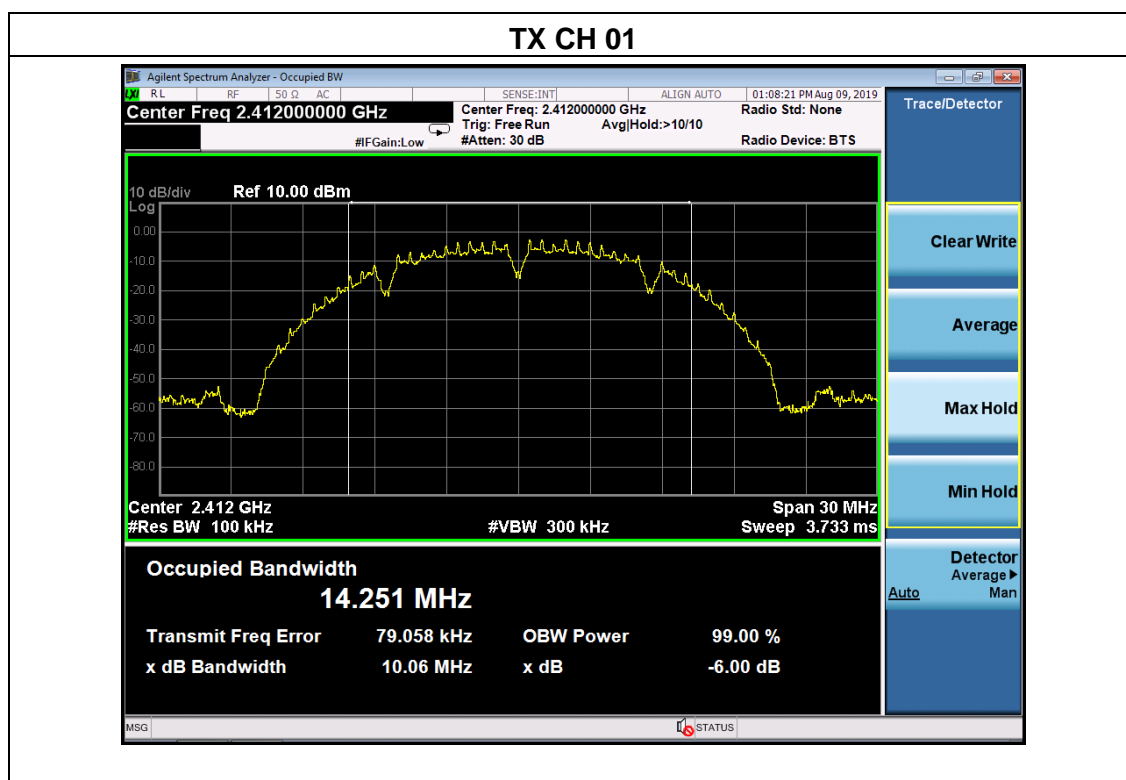 TX CH 01
Agilent Spectrum Analyzer - Occupied BW
LXI RL RF 50 Ω AC SENSE:INT ALIGN AUTO 01:08:21 PM Aug 09, 2019
Center Freq 2.412000000 GHz
Center Freq: 2.412000000 GHz
Radio Std: None
Trig: Free Run Avg|Hold:>10/10
#IFGain:Low
#Atten: 30 dB
Radio Device: BTS
Trace/Detector
10 dB/div Ref 10.00 dBm
Log
0.00
-10.0
-20.0
-30.0
-40.0
-50.0
-60.0
-70.0
-80.0
Center 2.412 GHz
Span 30 MHz
#Res BW 100 kHz
#VBW 300 kHz
Sweep 3.733 ms
Clear Write
Average
Max Hold
Min Hold
Detector
Average▶
Auto Man
Occupied Bandwidth
14.251 MHz
Transmit Freq Error 79.058 kHz OBW Power 99.00 %
x dB Bandwidth 10.06 MHz x dB -6.00 dB
MSG
STATUS